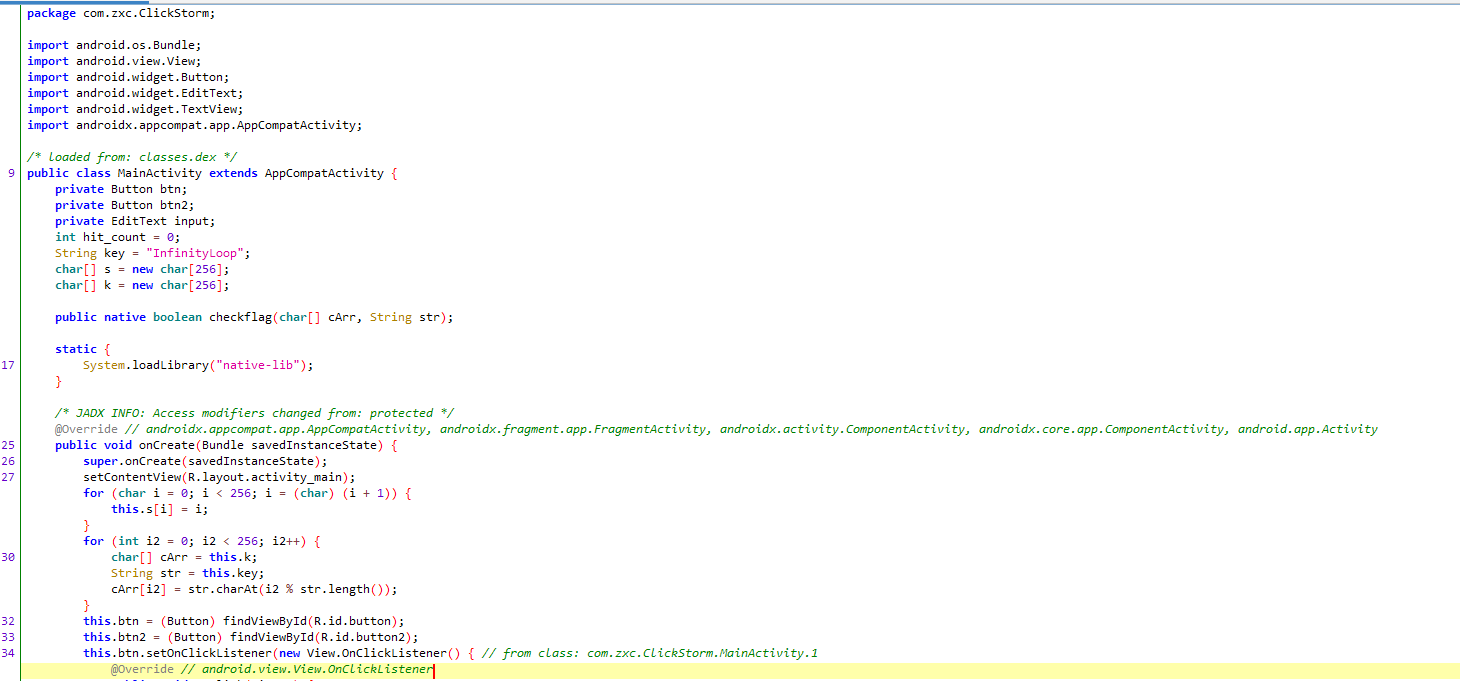 package com.zxc.ClickStorm;
import android.os.Bundle;
import android.view.View;
import android.widget.Button;
import android.widget.EditText;
import android.widget.TextView;
import androidx.appcompat.app.AppCompatActivity;
/* loaded from: classes.dex */
9 public class MainActivity extends AppCompatActivity {
private Button btn;
private Button btn2;
private EditText input;
int hit_count = 0;
String key = "InfinityLoop";
char[] s = new char[256];
char[] k = new char[256];
public native boolean checkflag(char[] cArr, String str);
static {
17 System.loadLibrary("native-lib");
}
/* JADX INFO: Access modifiers changed from: protected */
@Override // androidx.appcompat.app.AppCompatActivity, androidx.fragment.app.FragmentActivity, androidx.activity.ComponentActivity, androidx.core.app.ComponentActivity, android.app.Activity
25 public void onCreate(Bundle savedInstanceState) {
26 super.onCreate(savedInstanceState);
27 setContentView(R.layout.activity_main);
for (char i = 0; i < 256; i = (char) (i + 1)) {
this.s[i] = i;
}
for (int i2 = 0; i2 < 256; i2++) {
30 char[] cArr = this.k;
String str = this.key;
cArr[i2] = str.charAt(i2 % str.length());
}
32 this.btn = (Button) findViewById(R.id.button);
33 this.btn2 = (Button) findViewById(R.id.button2);
34 this.btn.setOnClickListener(new View.OnClickListener() { // from class: com.zxc.ClickStorm.MainActivity.1
@Override // android.view.View.OnClickListener